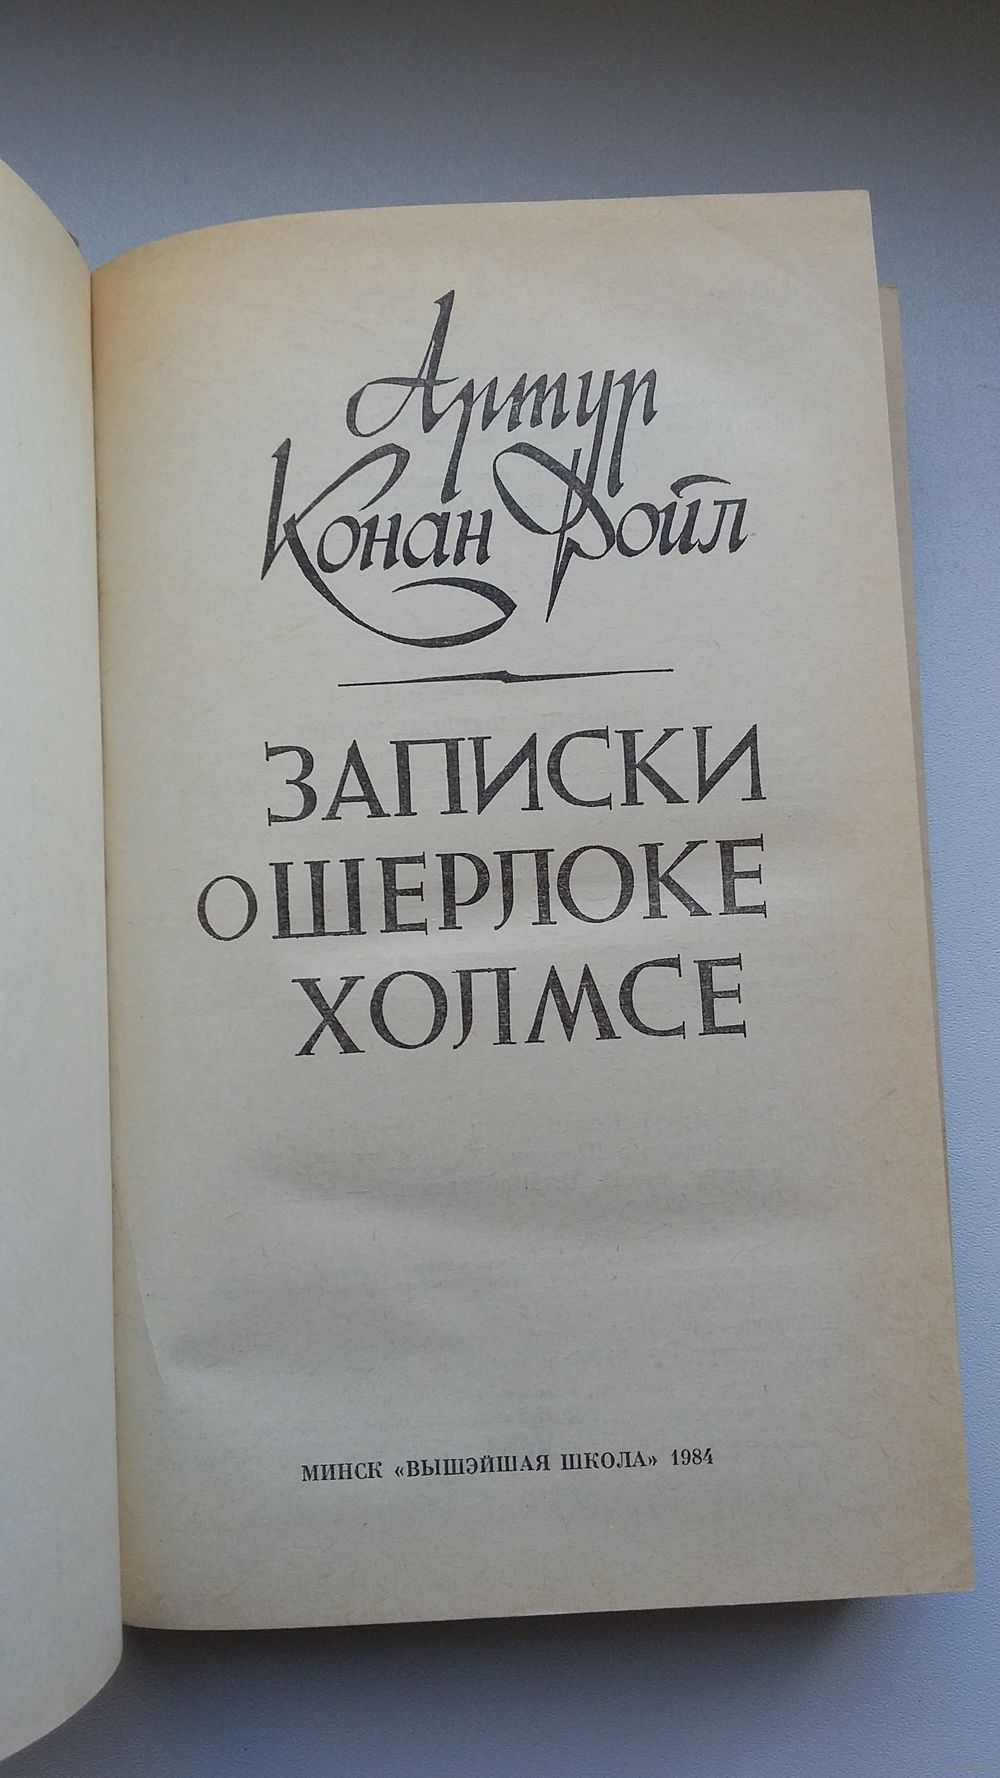 Артур
Конан Дойл
ЗАПИСКИ
О ШЕРЛОКЕ
ХОЛМСЕ
МИНСК «ВЫШЭЙШАЯ ШКОЛА» 1984